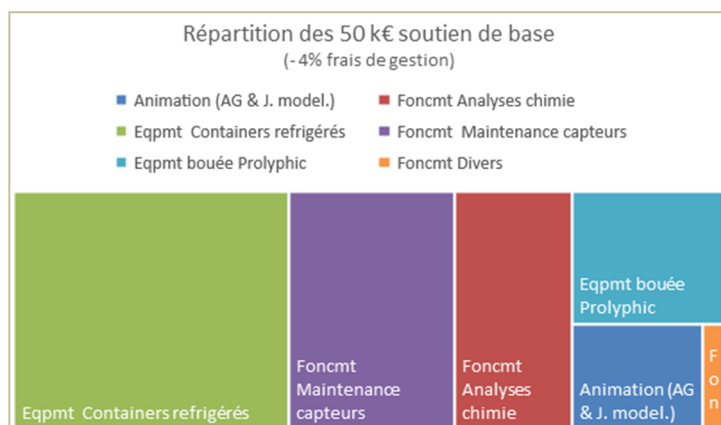 Répartition des 50 k€ soutien de base
(- 4% frais de gestion)
Animation (AG & J. model.)
Foncmt Analyses chimie
Eqpmt Containers refrigérés
Foncmt Maintenance capteurs
Eqpmt bouée Prolyphic
Foncmt Divers
Eqpmt Containers refrigérés
Foncmt
Maintenance
capteurs
Foncmt
Analyses
chimie
Eqpmt bouée
Prolyphic
Animation (AG
& J. model.)
F
o
n